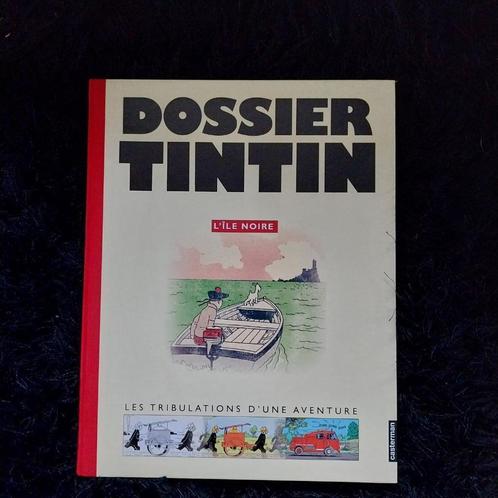 DOSSIER
TINTIN
L'ÎLE NOIRE
LES TRIBULATIONS D'UNE AVENTURE
casterman